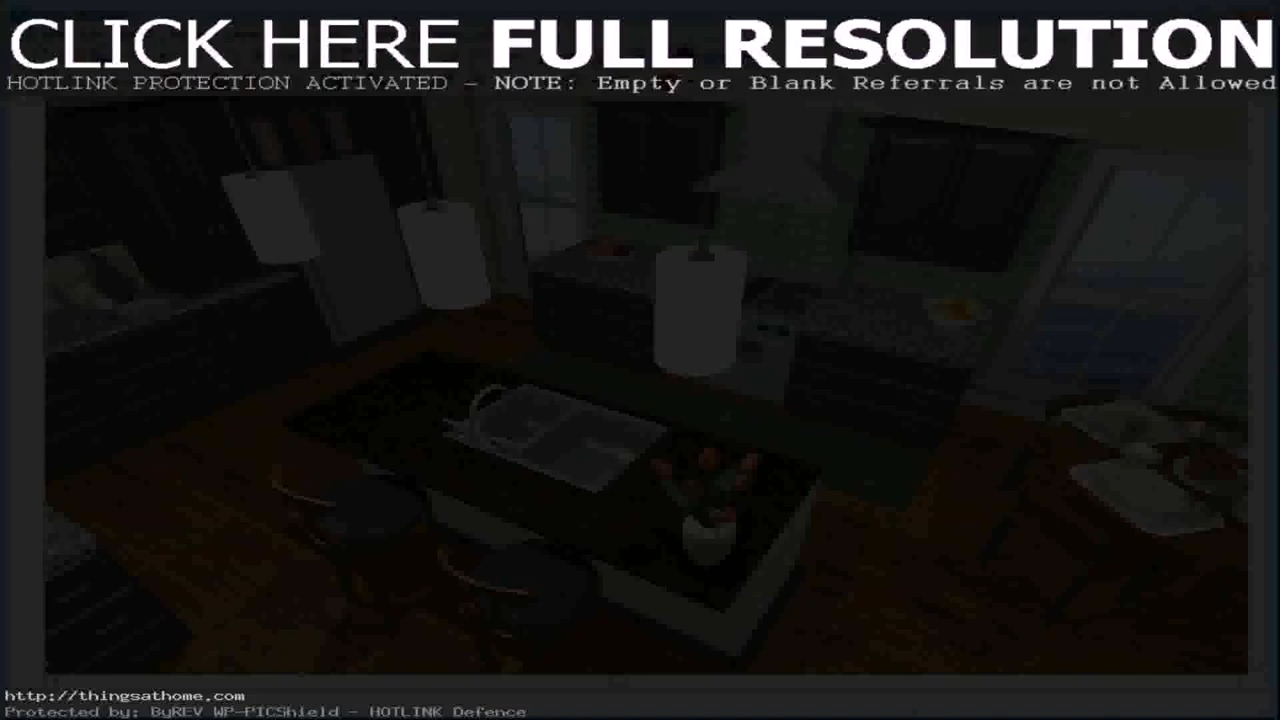 CLICK HERE FULL RESOLUTION
HOTLINK PROTECTION ACTIVATED - NOTE: Empty or Blank Referrals are not Allowed
http://thingsathome.com
Protected by: ByREV WP-PICShield - HOTLINK Defence